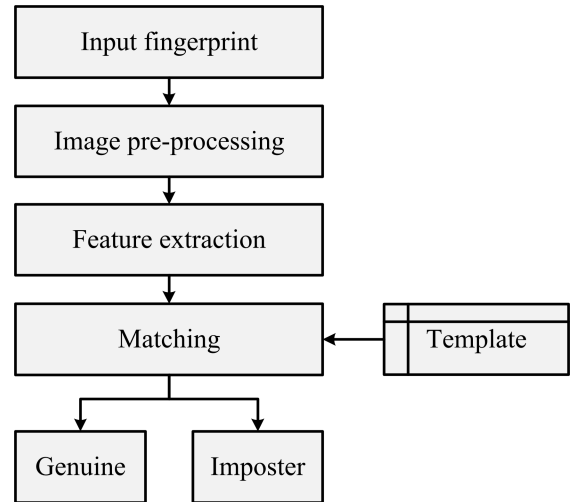 Input fingerprint
Image pre-processing
Feature extraction
Matching
Template
Genuine
Imposter